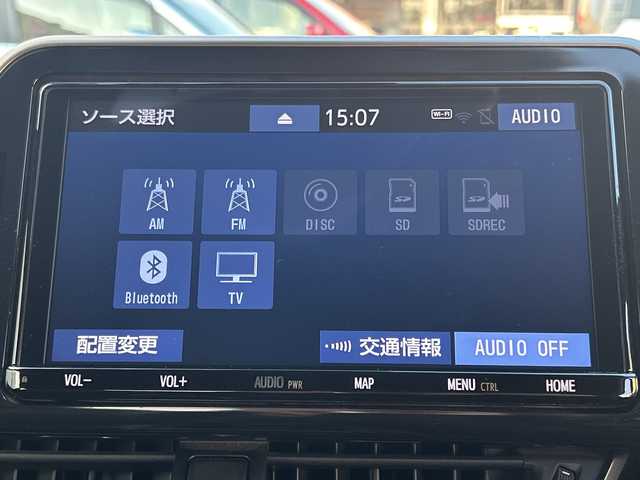 ソース選択 15:07 Wi-Fi AUDIO
AM FM DISC SD SDREC
Bluetooth TV
配置変更 交通情報 AUDIO OFF
VOL- VOL+ AUDIO PWR MAP MENU CTRL HOME